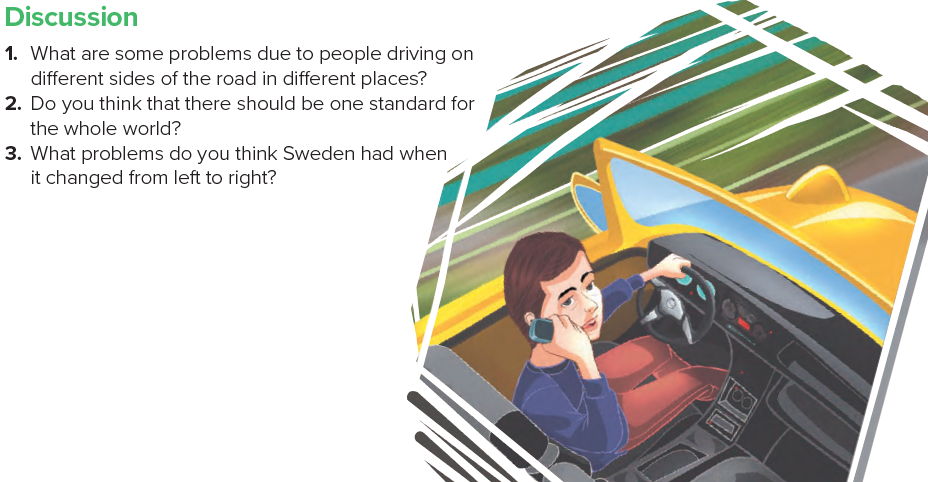 Discussion
1. What are some problems due to people driving on
different sides of the road in different places?
2. Do you think that there should be one standard for
the whole world?
3. What problems do you think Sweden had when
it changed from left to right?